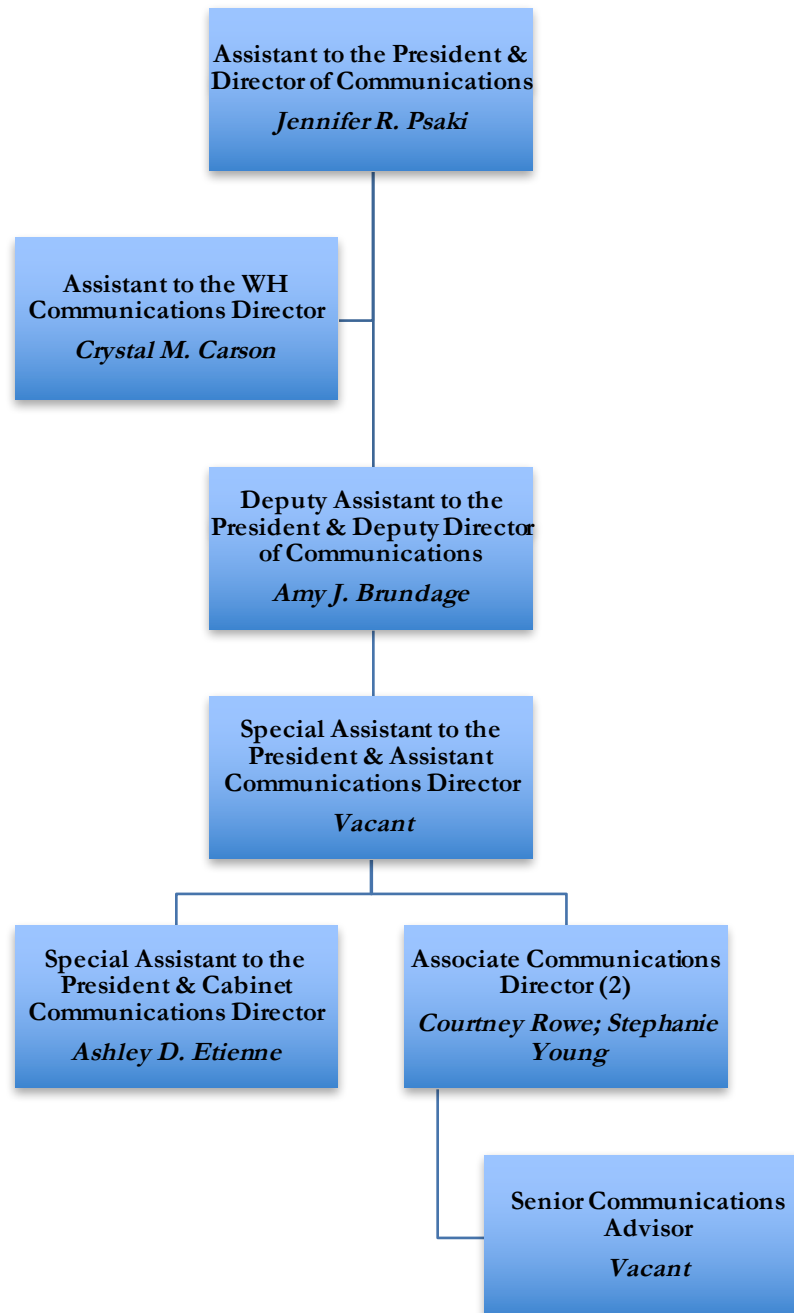 Assistant to the President &
Director of Communications
Jennifer R. Psaki
Assistant to the WH
Communications Director
Crystal M. Carson
Deputy Assistant to the
President & Deputy Director
of Communications
Amy J. Brundage
Special Assistant to the
President & Assistant
Communications Director
Vacant
Special Assistant to the
President & Cabinet
Communications Director
Ashley D. Etienne
Associate Communications
Director (2)
Courtney Rowe; Stephanie
Young
Senior Communications
Advisor
Vacant